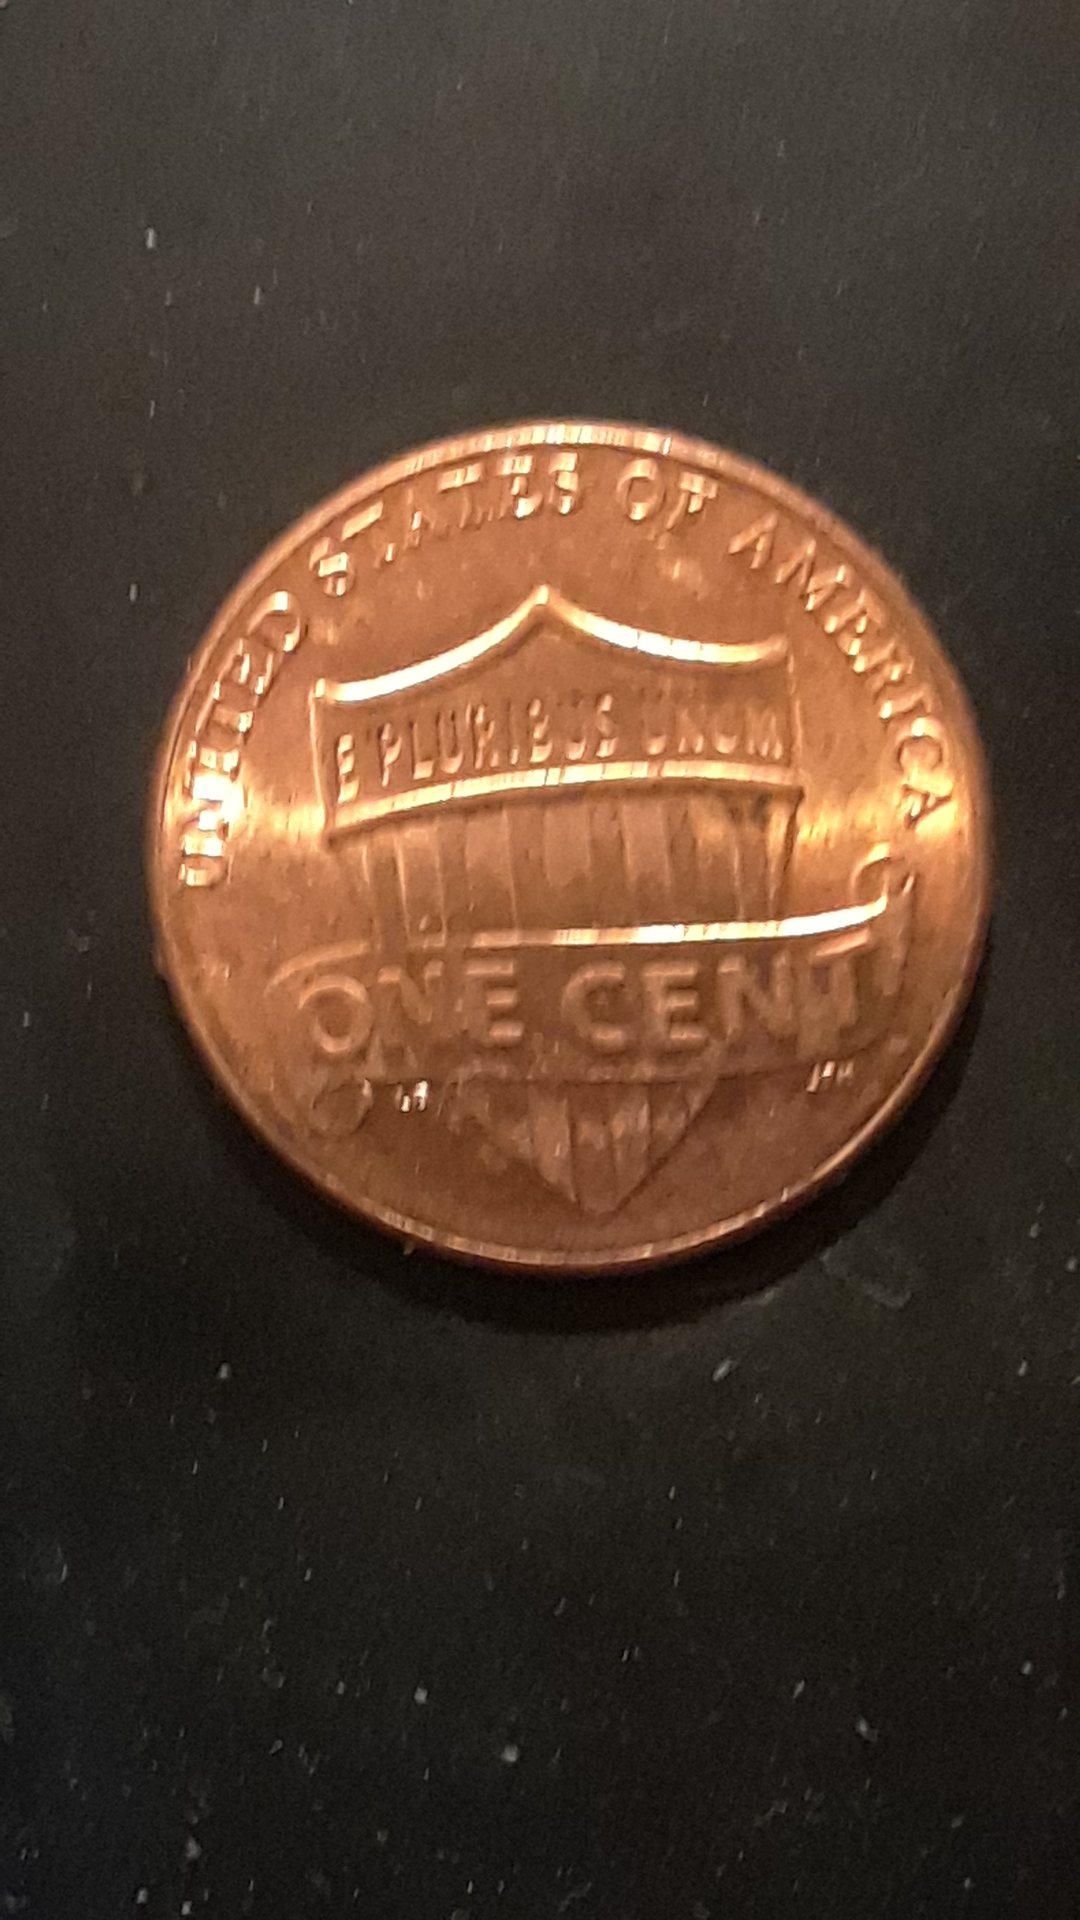 UNITED STATES OF AMERICA
E PLURIBUS UNUM
ONE CENT